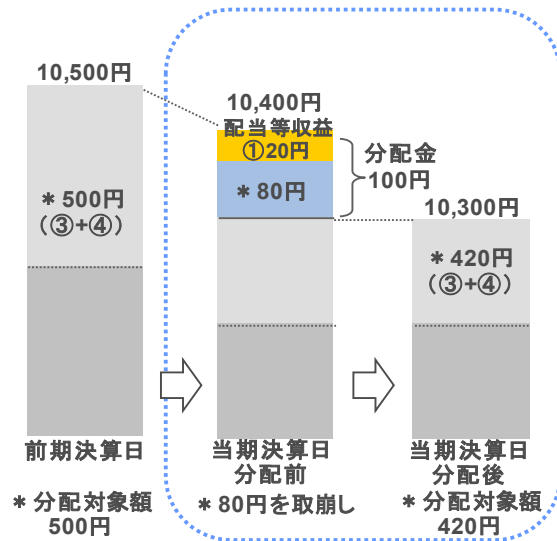 10,500円
＊500円
（③+④）
前期決算日
＊分配対象額
500円
10,400円
配当等収益
①20円
＊80円
分配金
100円
当期決算日
分配前
＊80円を取崩し
10,300円
＊420円
（③+④）
当期決算日
分配後
＊分配対象額
420円